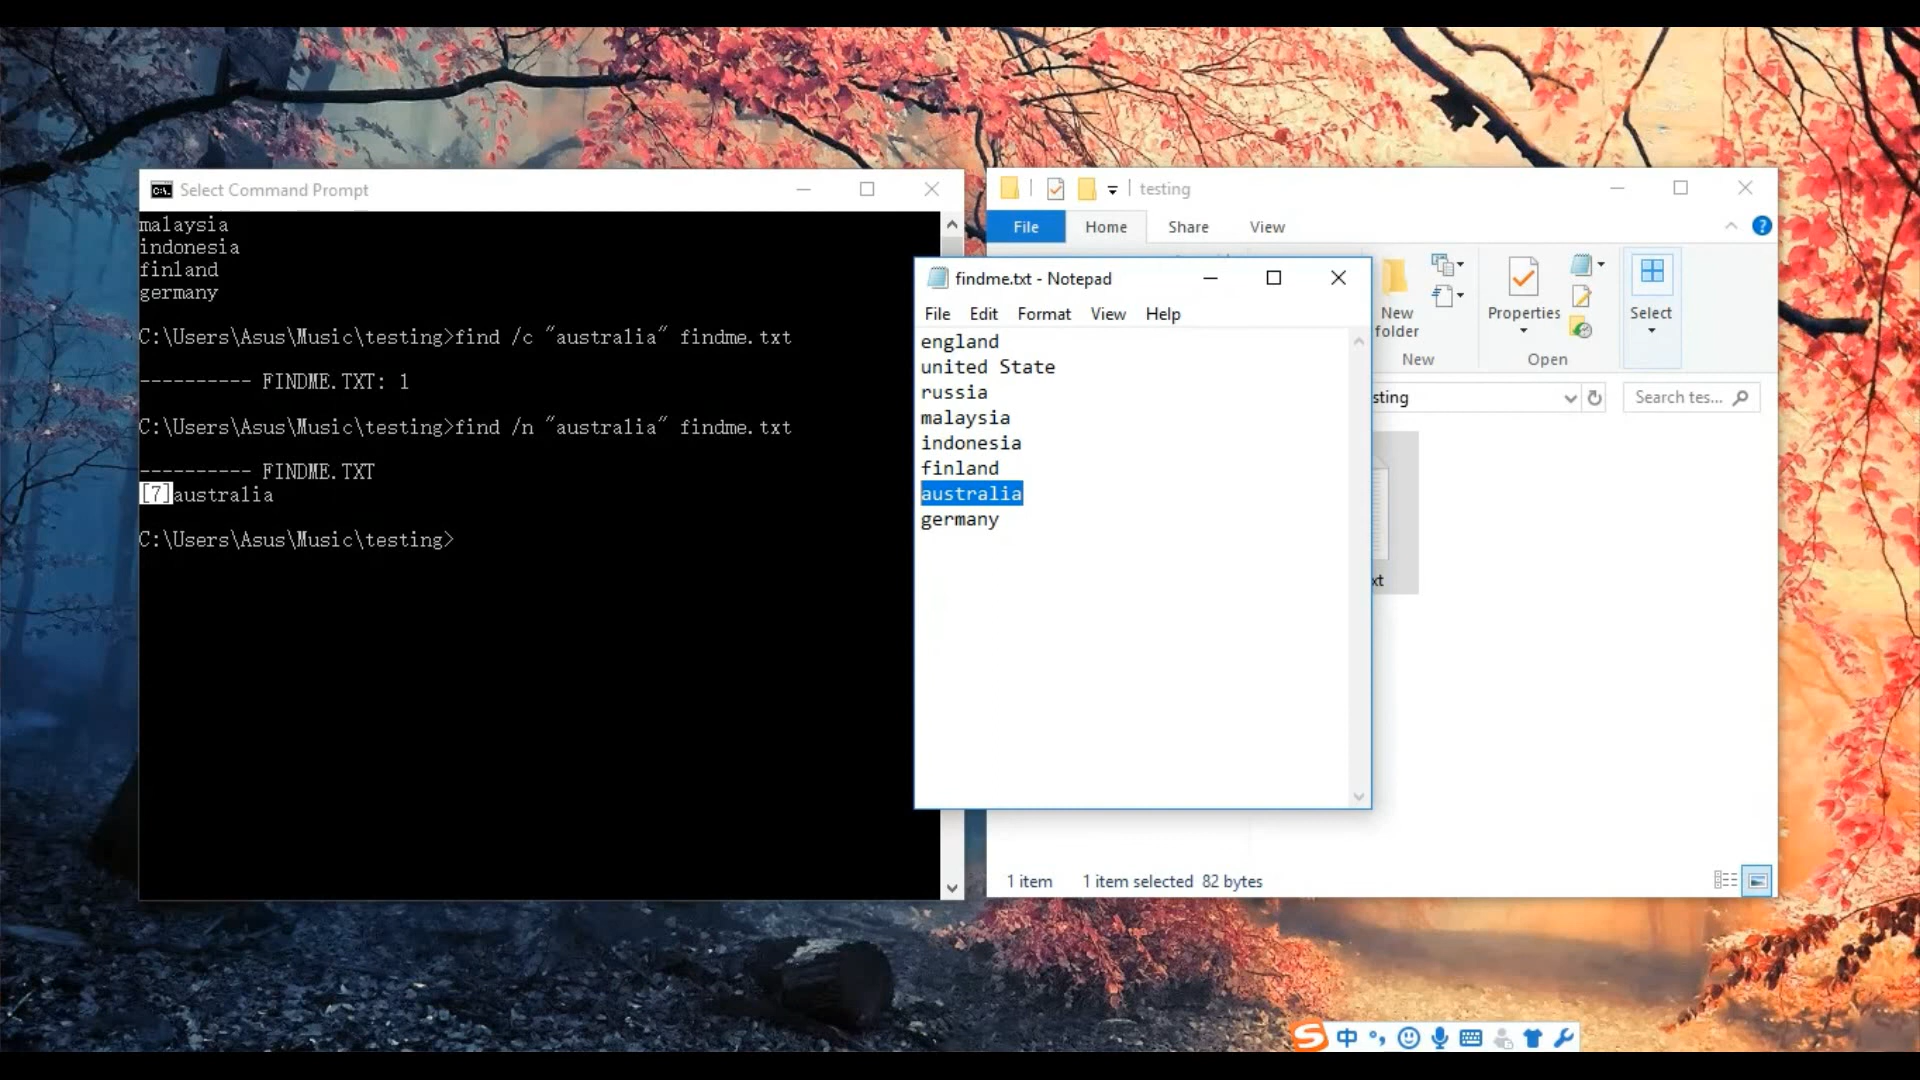 Select Command Prompt
malaysia
indonesia
finland
germany
C:\Users\Asus\Music\testing>find /c "australia" findme.txt
---------- FINDME.TXT: 1
C:\Users\Asus\Music\testing>find /n "australia" findme.txt
---------- FINDME.TXT
[7]australia
C:\Users\Asus\Music\testing>
testing
File Home Share View
New folder
Properties
Select
New
Open
sting
Search tes...
xt
1 item 1 item selected 82 bytes
findme.txt - Notepad
File Edit Format View Help
england
united State
russia
malaysia
indonesia
finland
australia
germany
S 中